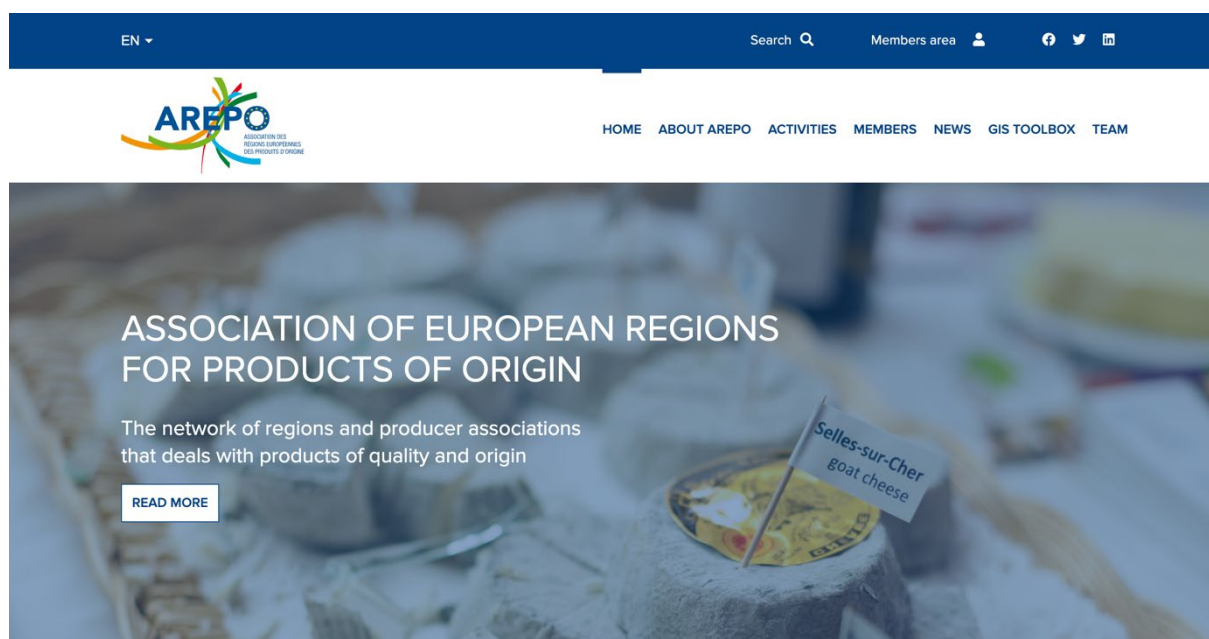 EN
Search
Members area
AREPO
ASSOCIATION DES
RÉGIONS EUROPÉENNES
DES PRODUITS D'ORIGINE
HOME ABOUT AREPO ACTIVITIES MEMBERS NEWS GIS TOOLBOX TEAM
ASSOCIATION OF EUROPEAN REGIONS
FOR PRODUCTS OF ORIGIN
The network of regions and producer associations
that deals with products of quality and origin
READ MORE
Selles-sur-Cher
goat cheese